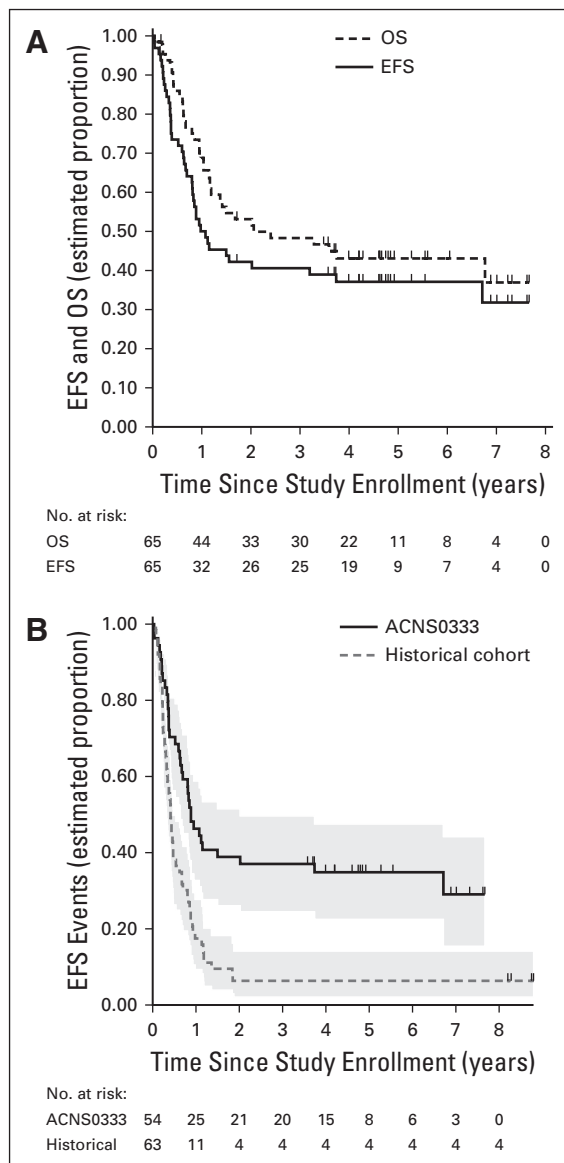 A
1.00
0.90
0.80
0.70
0.60
0.50
0.40
0.30
0.20
0.10
0.00
EFS and OS (estimated proportion)
OS
EFS
0 1 2 3 4 5 6 7 8
Time Since Study Enrollment (years)
No. at risk:
OS 65 44 33 30 22 11 8 4 0
EFS 65 32 26 25 19 9 7 4 0
B
1.00
0.80
0.60
0.40
0.20
0.00
EFS Events (estimated proportion)
ACNS0333
Historical cohort
0 1 2 3 4 5 6 7 8
Time Since Study Enrollment (years)
No. at risk:
ACNS0333 54 25 21 20 15 8 6 3 0
Historical 63 11 4 4 4 4 4 4 4